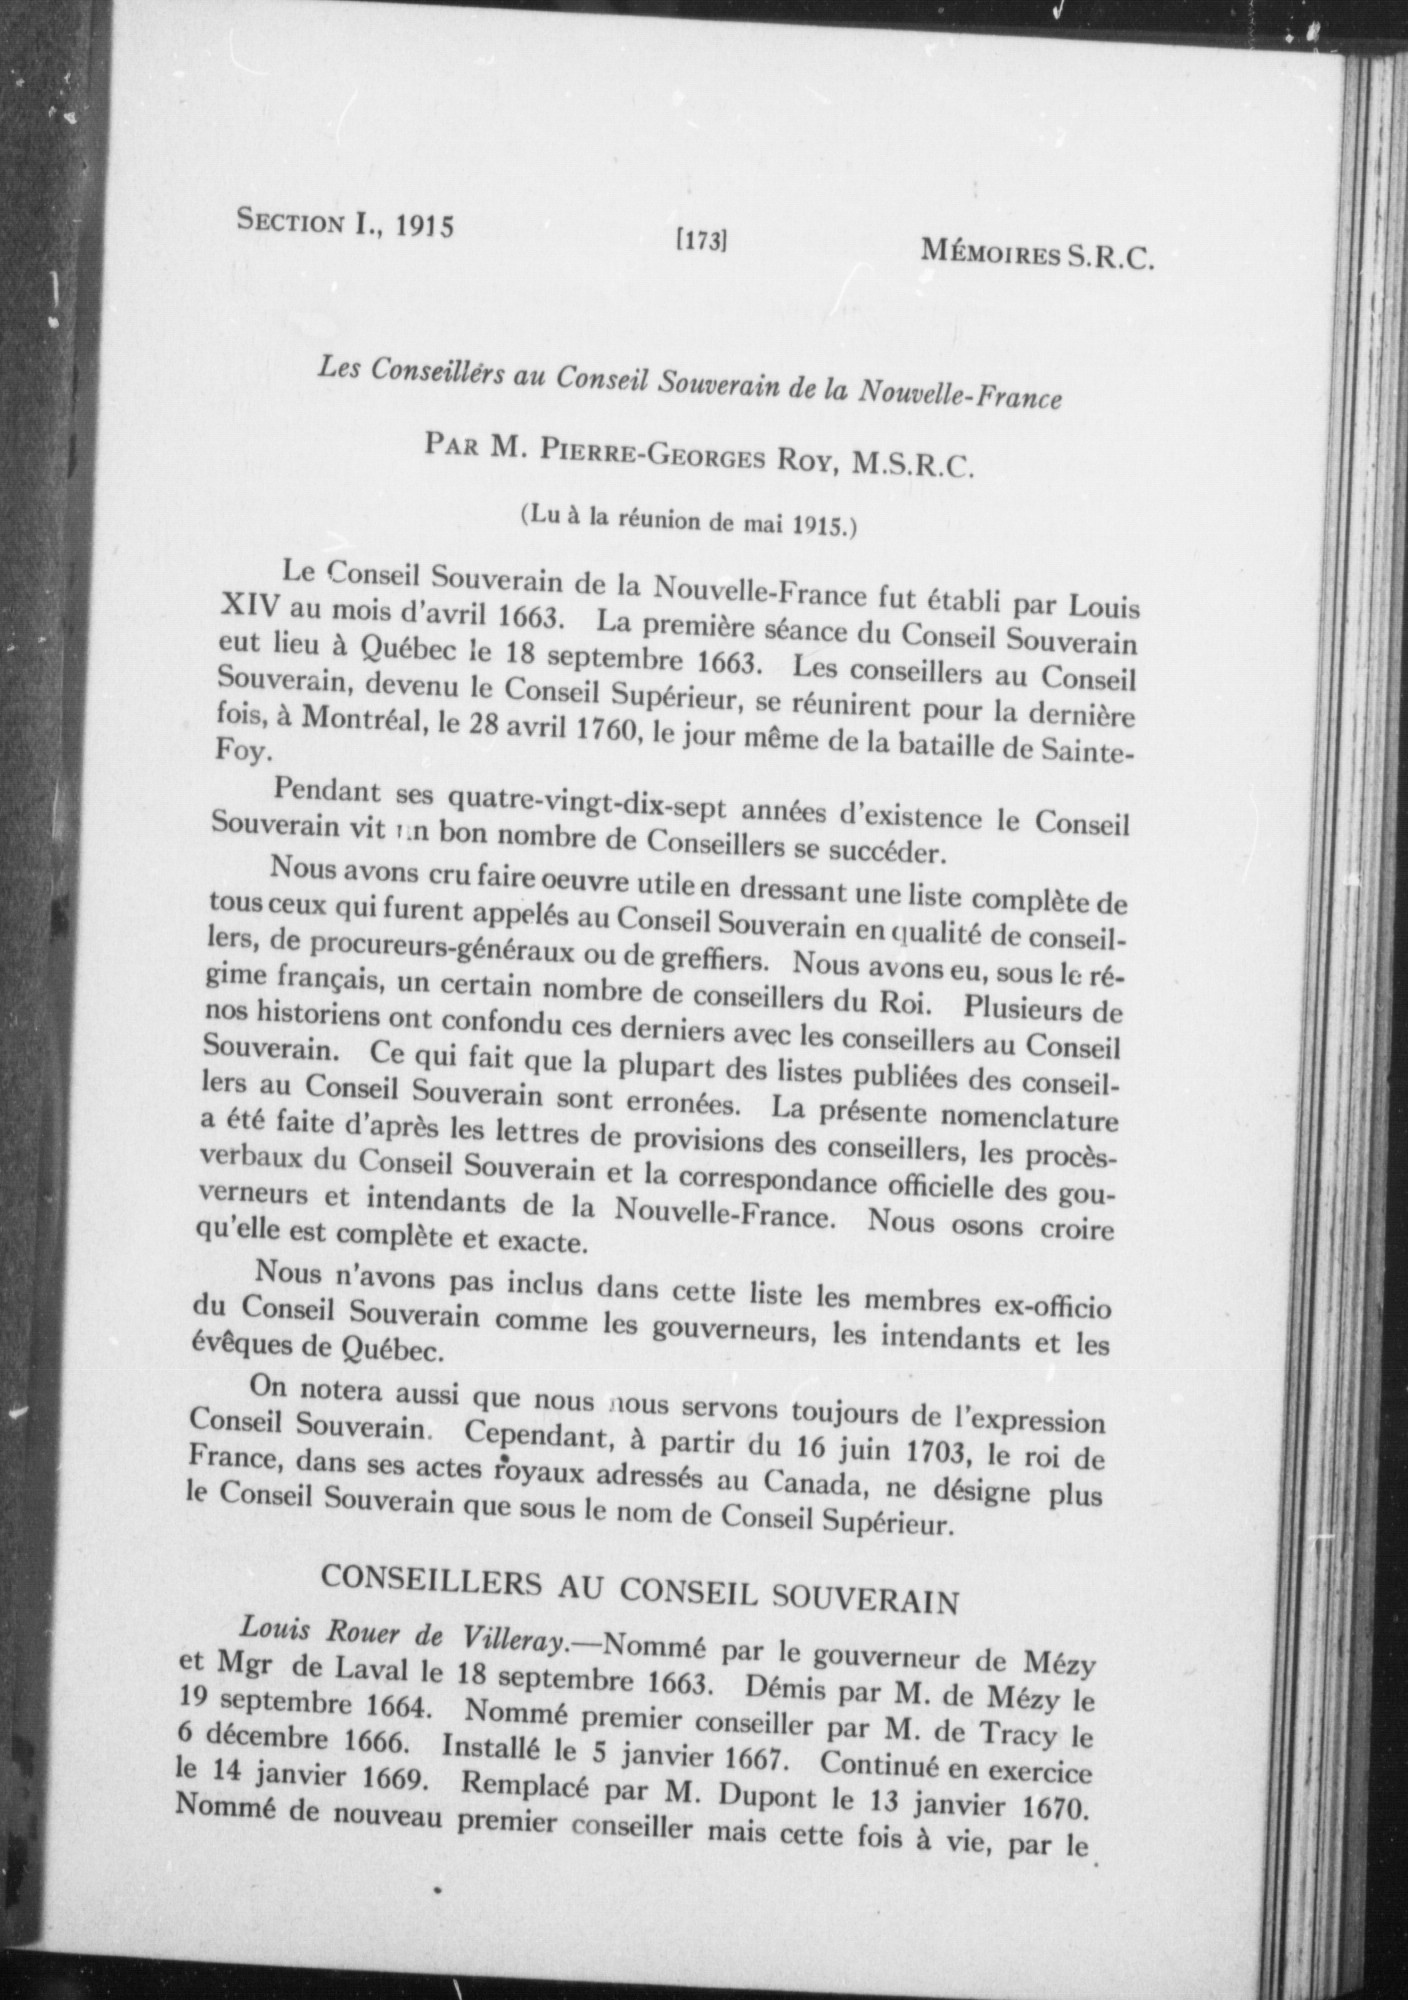 SECTION I., 1915 [173] MÉMOIRES S.R.C.
Les Conseillérs au Conseil Souverain de la Nouvelle-France
PAR M. PIERRE-GEORGES ROY, M.S.R.C.
(Lu à la réunion de mai 1915.)
Le Conseil Souverain de la Nouvelle-France fut établi par Louis
XIV au mois d'avril 1663. La première séance du Conseil Souverain
eut lieu à Québec le 18 septembre 1663. Les conseillers au Conseil
Souverain, devenu le Conseil Supérieur, se réunirent pour la dernière
fois, à Montréal, le 28 avril 1760, le jour même de la bataille de Sainte-
Foy.
Pendant ses quatre-vingt-dix-sept années d'existence le Conseil
Souverain vit un bon nombre de Conseillers se succéder.
Nous avons cru faire oeuvre utile en dressant une liste complète de
tous ceux qui furent appelés au Conseil Souverain en qualité de conseil-
lers, de procureurs-généraux ou de greffiers. Nous avons eu, sous le ré-
gime français, un certain nombre de conseillers du Roi. Plusieurs de
nos historiens ont confondu ces derniers avec les conseillers au Conseil
Souverain. Ce qui fait que la plupart des listes publiées des conseil-
lers au Conseil Souverain sont erronées. La présente nomenclature
a été faite d'après les lettres de provisions des conseillers, les procès-
verbaux du Conseil Souverain et la correspondance officielle des gou-
verneurs et intendants de la Nouvelle-France. Nous osons croire
qu'elle est complète et exacte.
Nous n'avons pas inclus dans cette liste les membres ex-officio
du Conseil Souverain comme les gouverneurs, les intendants et les
évêques de Québec.
On notera aussi que nous nous servons toujours de l'expression
Conseil Souverain. Cependant, à partir du 16 juin 1703, le roi de
France, dans ses actes royaux adressés au Canada, ne désigne plus
le Conseil Souverain que sous le nom de Conseil Supérieur.
CONSEILLERS AU CONSEIL SOUVERAIN
Louis Rouer de Villeray.—Nommé par le gouverneur de Mézy
et Mgr de Laval le 18 septembre 1663. Démis par M. de Mézy le
19 septembre 1664. Nommé premier conseiller par M. de Tracy le
6 décembre 1666. Installé le 5 janvier 1667. Continué en exercice
le 14 janvier 1669. Remplacé par M. Dupont le 13 janvier 1670.
Nommé de nouveau premier conseiller mais cette fois à vie, par le